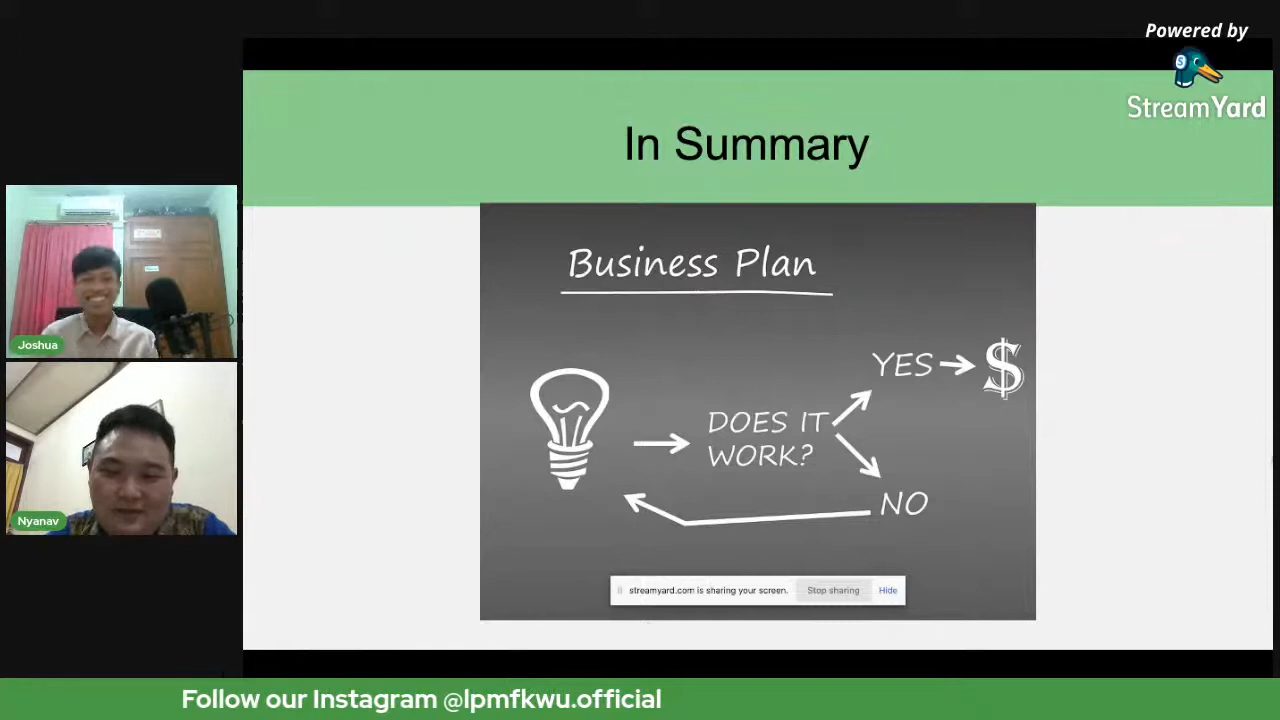 Powered by
StreamYard
In Summary
Business Plan
YES
$
DOES IT
WORK?
NO
Joshua
Nyanav
streamyard.com is sharing your screen.
Stop sharing
Hide
Follow our Instagram @lpmfkwu.official